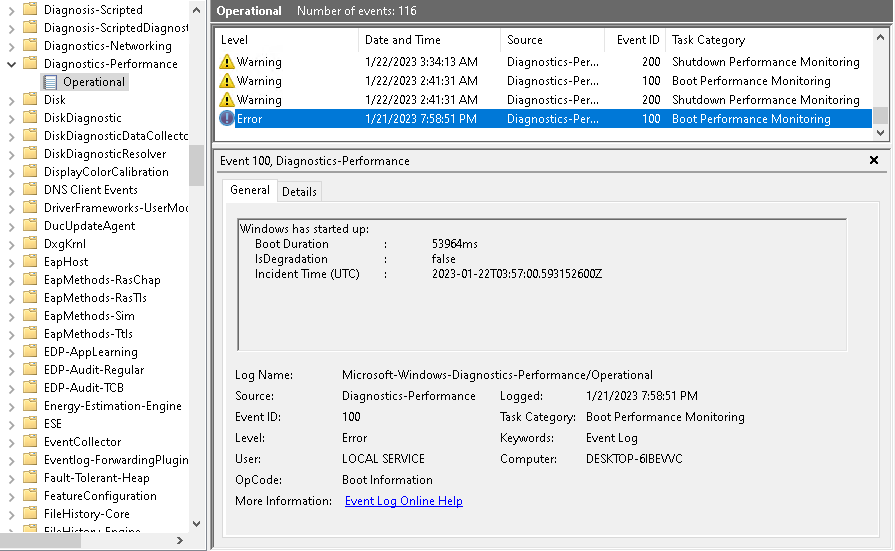 Diagnosis-Scripted
Diagnosis-ScriptedDiagnost
Diagnostics-Networking
Diagnostics-Performance
Operational
Disk
DiskDiagnostic
DiskDiagnosticDataCollecto
DiskDiagnosticResolver
DisplayColorCalibration
DNS Client Events
DriverFrameworks-UserMod
DucUpdateAgent
DxgKrnl
EapHost
EapMethods-RasChap
EapMethods-RasTls
EapMethods-Sim
EapMethods-Ttls
EDP-AppLearning
EDP-Audit-Regular
EDP-Audit-TCB
Energy-Estimation-Engine
ESE
EventCollector
Eventlog-ForwardingPlugin
Fault-Tolerant-Heap
FeatureConfiguration
FileHistory-Core
FileHistory-Engine
Operational Number of events: 116
Level Date and Time Source Event ID Task Category
Warning 1/22/2023 3:34:13 AM Diagnostics-Per... 200 Shutdown Performance Monitoring
Warning 1/22/2023 2:41:31 AM Diagnostics-Per... 100 Boot Performance Monitoring
Warning 1/22/2023 2:41:31 AM Diagnostics-Per... 200 Shutdown Performance Monitoring
Error 1/21/2023 7:58:51 PM Diagnostics-Per... 100 Boot Performance Monitoring
Event 100, Diagnostics-Performance
General Details
Windows has started up:
Boot Duration : 53964ms
IsDegradation : false
Incident Time (UTC) : 2023-01-22T03:57:00.593152600Z
Log Name: Microsoft-Windows-Diagnostics-Performance/Operational
Source: Diagnostics-Performance Logged: 1/21/2023 7:58:51 PM
Event ID: 100 Task Category: Boot Performance Monitoring
Level: Error Keywords: Event Log
User: LOCAL SERVICE Computer: DESKTOP-6IBEVVC
OpCode: Boot Information
More Information: Event Log Online Help